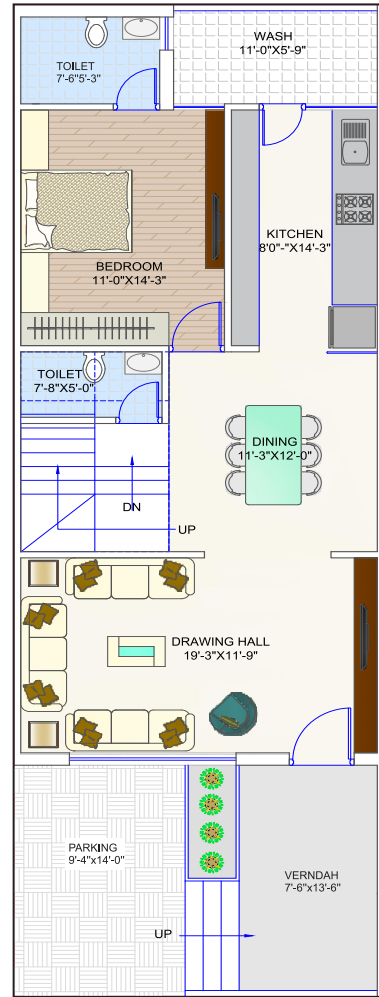 WASH
11'-0"X5'-9"
TOILET
7'-6"5'-3"
KITCHEN
8'0"-"X14'-3"
BEDROOM
11'-0"X14'-3"
TOILET
7'-8"X5'-0"
DINING
11'-3"X12'-0"
DN
UP
DRAWING HALL
19'-3"X11'-9"
PARKING
9'-4"x14'-0"
VERNDAH
7'-6"x13'-6"
UP